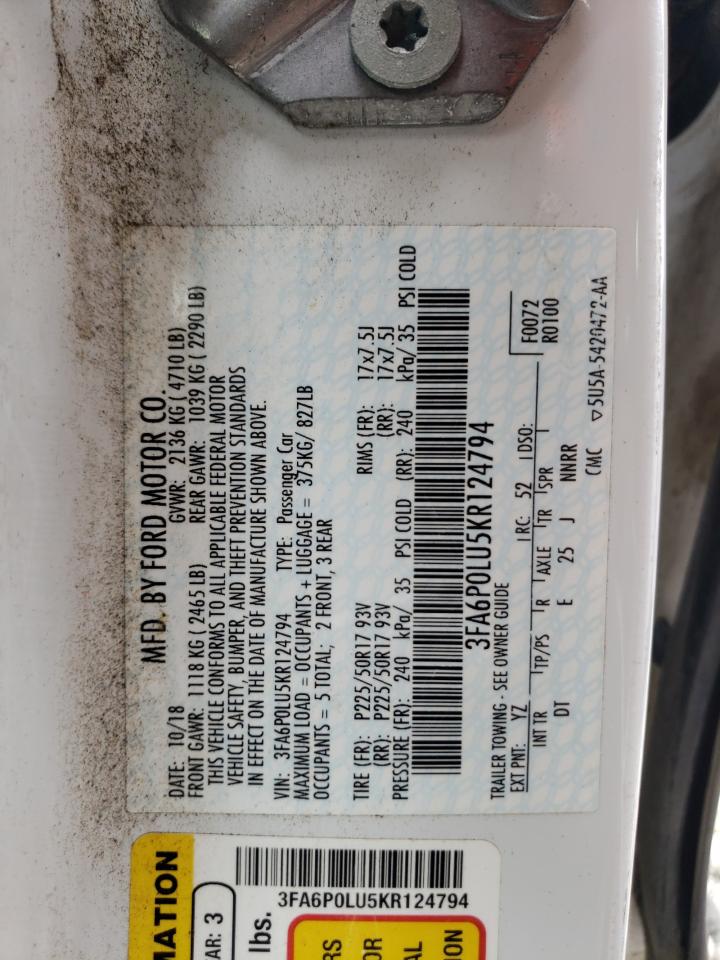 MFD. BY FORD MOTOR CO.
DATE: 10/18 GVWR: 2136 KG ( 4710 LB)
FRONT GAWR: 1118 KG ( 2465 LB) REAR GAWR: 1039 KG ( 2290 LB)
THIS VEHICLE CONFORMS TO ALL APPLICABLE FEDERAL MOTOR
VEHICLE SAFETY, BUMPER, AND THEFT PREVENTION STANDARDS
IN EFFECT ON THE DATE OF MANUFACTURE SHOWN ABOVE.
VIN: 3FA6P0LU5KR124794 TYPE: Passenger Car
MAXIMUM LOAD = OCCUPANTS + LUGGAGE = 375KG/ 827LB
OCCUPANTS = 5 TOTAL; 2 FRONT, 3 REAR
TIRE (FR): P225/50R17 93V RIMS (FR): 17x7.5J
(RR): P225/50R17 93V (RR): 17x7.5J
PRESSURE (FR): 240 kPa/ 35 PSI COLD (RR): 240 kPa/ 35 PSI COLD
3FA6P0LU5KR124794
TRAILER TOWING - SEE OWNER GUIDE F0072
EXT PNT: YZ RC: 52 DSO: R0100
INT TR TP/PS R AXLE TR SPR
DT E 25 J NNRR
CMC ▽5U5A-5420472-AA
MATION
AR: 3
lbs.
3FA6P0LU5KR124794
RS
OR
AL
ION